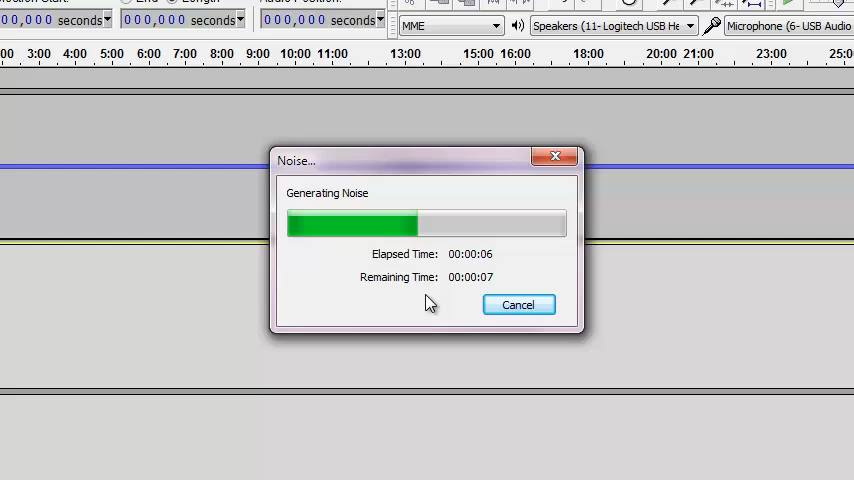 End Length
000,000 seconds 000,000 seconds 000,000 seconds
MME Speakers (11- Logitech USB He Microphone (6- USB Audio
:00 3:00 4:00 5:00 6:00 7:00 8:00 9:00 10:00 11:00 13:00 15:00 16:00 18:00 20:00 21:00 23:00 25:00
Noise...
Generating Noise
Elapsed Time: 00:00:06
Remaining Time: 00:00:07
Cancel